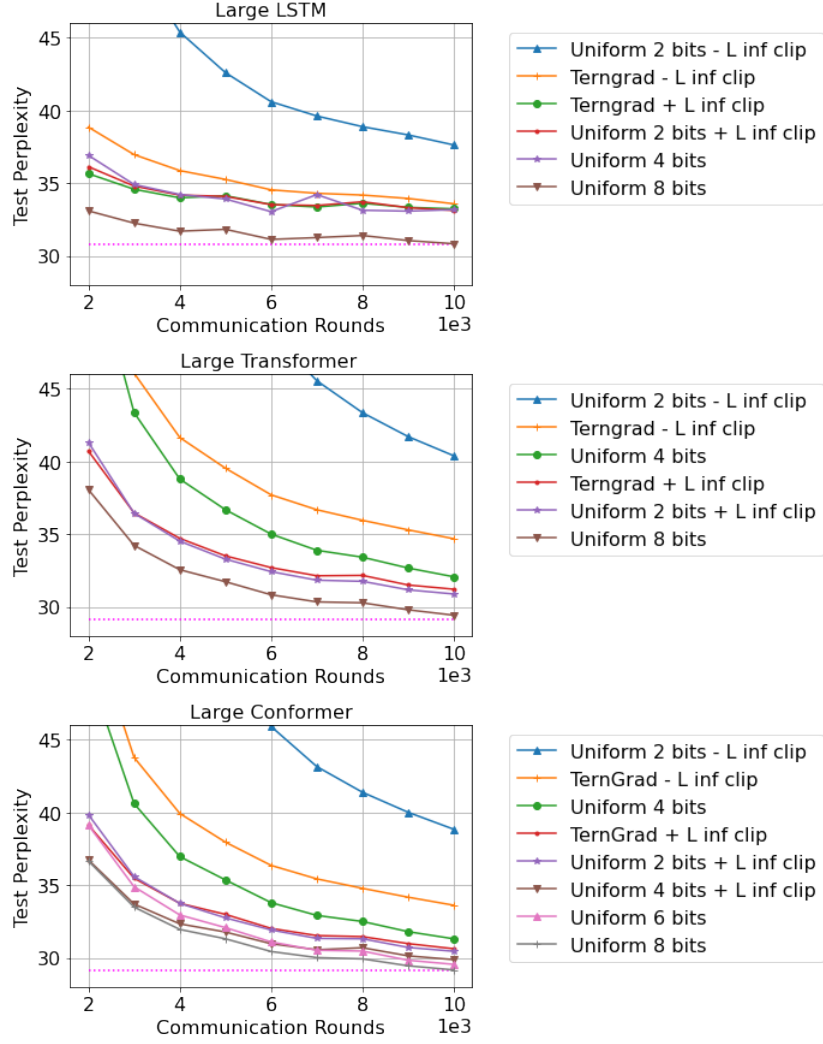 Large LSTM
45
40
35
30
Test Perplexity
2 4 6 8 10
Communication Rounds 1e3
Uniform 2 bits - L inf clip
Terngrad - L inf clip
Terngrad + L inf clip
Uniform 2 bits + L inf clip
Uniform 4 bits
Uniform 8 bits
Large Transformer
45
40
35
30
Test Perplexity
2 4 6 8 10
Communication Rounds 1e3
Uniform 2 bits - L inf clip
Terngrad - L inf clip
Uniform 4 bits
Terngrad + L inf clip
Uniform 2 bits + L inf clip
Uniform 8 bits
Large Conformer
45
40
35
30
Test Perplexity
2 4 6 8 10
Communication Rounds 1e3
Uniform 2 bits - L inf clip
TernGrad - L inf clip
Uniform 4 bits
TernGrad + L inf clip
Uniform 2 bits + L inf clip
Uniform 4 bits + L inf clip
Uniform 6 bits
Uniform 8 bits